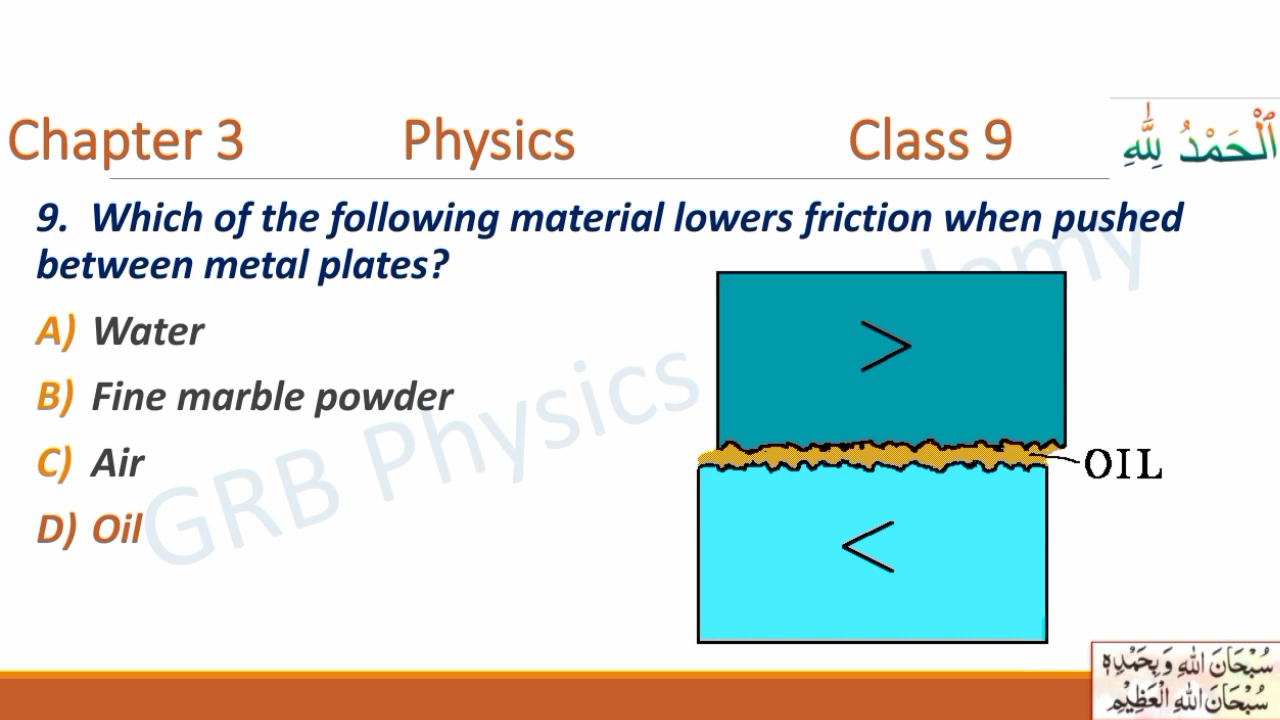 Chapter 3 Physics Class 9
اَلْحَمْدُ لِلّٰهِ
9. Which of the following material lowers friction when pushed
between metal plates?
A) Water
B) Fine marble powder
C) Air
D) Oil
>
OIL
<
GRB Physics
سُبْحَانَ اللهِ وَ بِحَمْدِهٖ
سُبْحَانَ اللهِ الْعَظِيْمِ